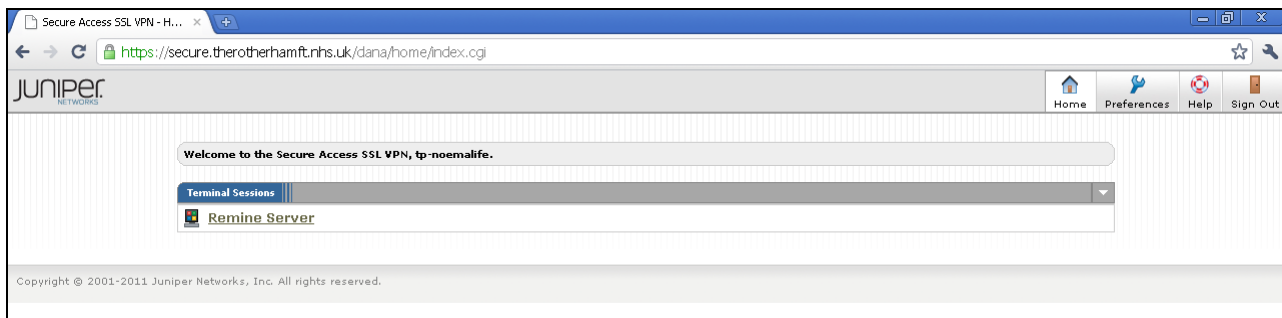 Secure Access SSL VPN - H...
https://secure.therotherhamft.nhs.uk/dana/home/index.cgi
JUNIPEr
NETWORKS
Home
Preferences
Help
Sign Out
Welcome to the Secure Access SSL VPN, tp-noemalife.
Terminal Sessions
Remine Server
Copyright © 2001-2011 Juniper Networks, Inc. All rights reserved.